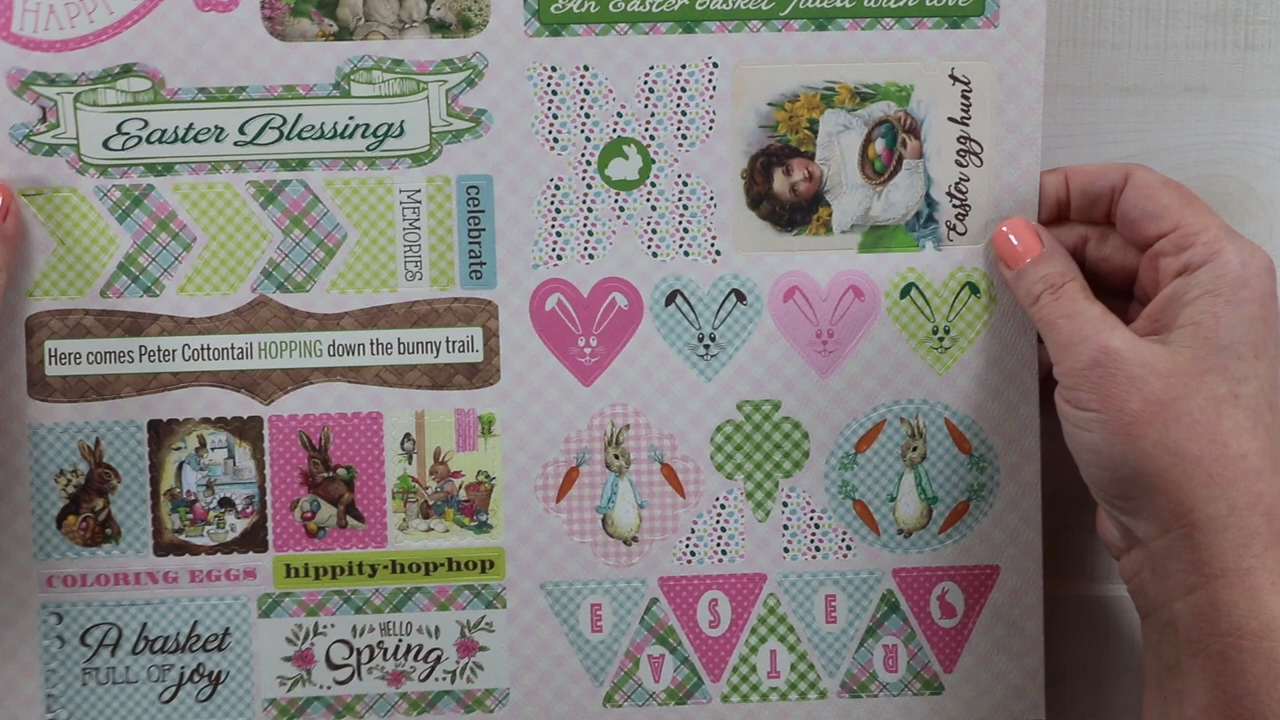 HAPPY
An Easter basket filled with love
Easter Blessings
MEMORIES
celebrate
Easter egg hunt
Here comes Peter Cottontail HOPPING down the bunny trail.
COLORING EGGS
hippity-hop-hop
A basket
FULL OF joy
HELLO
Spring
E
A
S
T
E
R